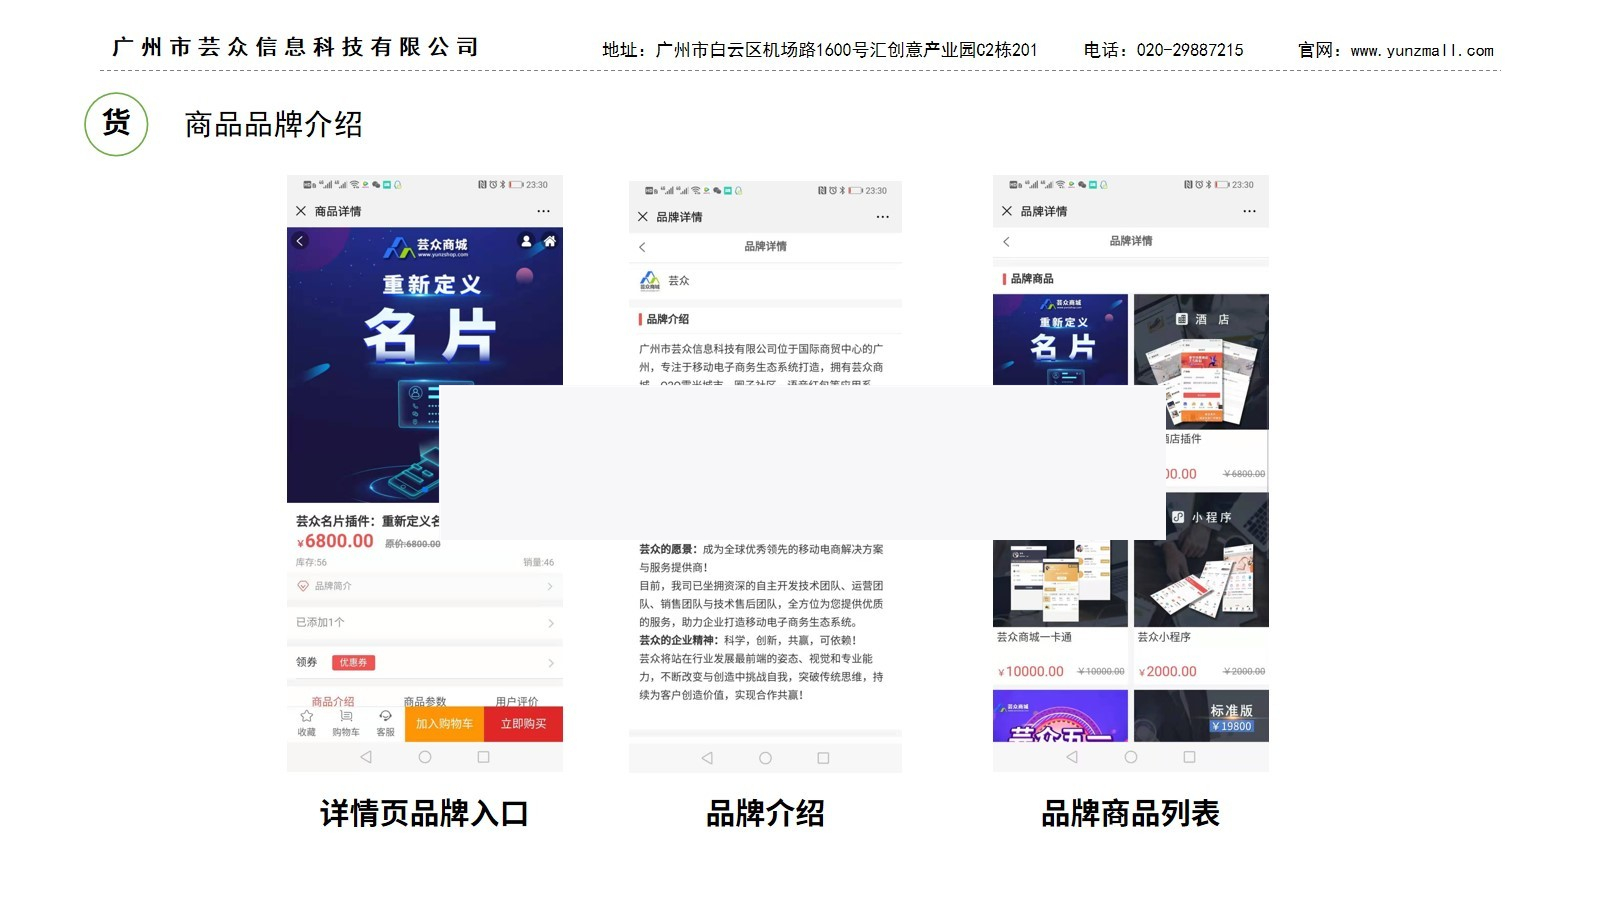 广州市芸众信息科技有限公司
地址：广州市白云区机场路1600号汇创意产业园C2栋201
电话：020-29887215
官网：www.yunzmall.com
货
商品品牌介绍
23:30
商品详情
芸众商城
www.yunzshop.com
重新定义
名片
芸众名片插件：重新定义名
¥6800.00 原价:6800.00
库存:56 销量:46
品牌简介
已添加1个
领券 优惠券
商品介绍 商品参数 用户评价
收藏 购物车 客服 加入购物车 立即购买
详情页品牌入口
23:30
品牌详情
品牌详情
芸众商城
芸众
品牌介绍
广州市芸众信息科技有限公司位于国际商贸中心的广
州，专注于移动电子商务生态系统打造，拥有芸众商
芸众的愿景：成为全球优秀领先的移动电商解决方案
与服务提供商！
目前，我司已坐拥资深的自主开发技术团队、运营团
队、销售团队与技术售后团队，全方位为您提供优质
的服务，助力企业打造移动电子商务生态系统。
芸众的企业精神：科学，创新，共赢，可依赖！
芸众将站在行业发展最前端的姿态、视觉和专业能
力，不断改变与创造中挑战自我，突破传统思维，持
续为客户创造价值，实现合作共赢！
品牌介绍
23:30
品牌详情
品牌详情
品牌商品
芸众商城
重新定义
名片
酒店
店插件
00.00 ¥6800.00
小程序
芸众商城一卡通
¥10000.00 ¥10000.00
芸众小程序
¥2000.00 ¥2000.00
芸众商城
芸众五一
标准版
¥19800
品牌商品列表